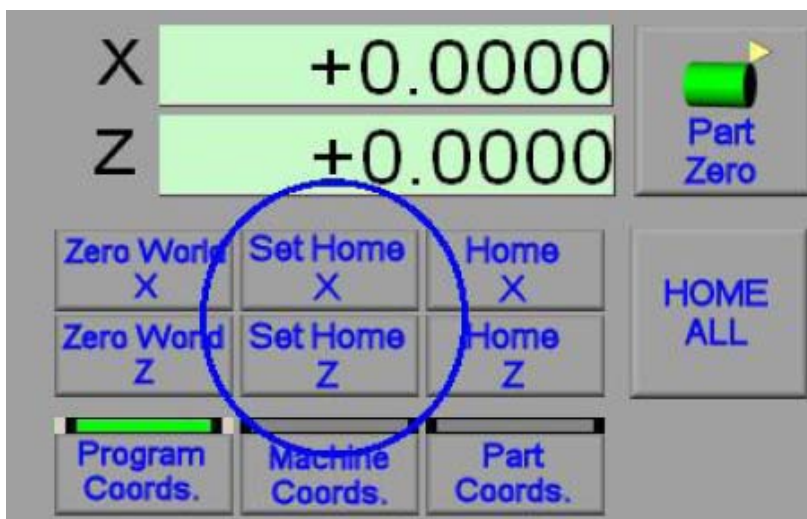 X +0.0000
Z +0.0000
Part
Zero
Zero World
X
Set Home
X
Home
X
Zero World
Z
Set Home
Z
Home
Z
HOME
ALL
Program
Coords.
Machine
Coords.
Part
Coords.